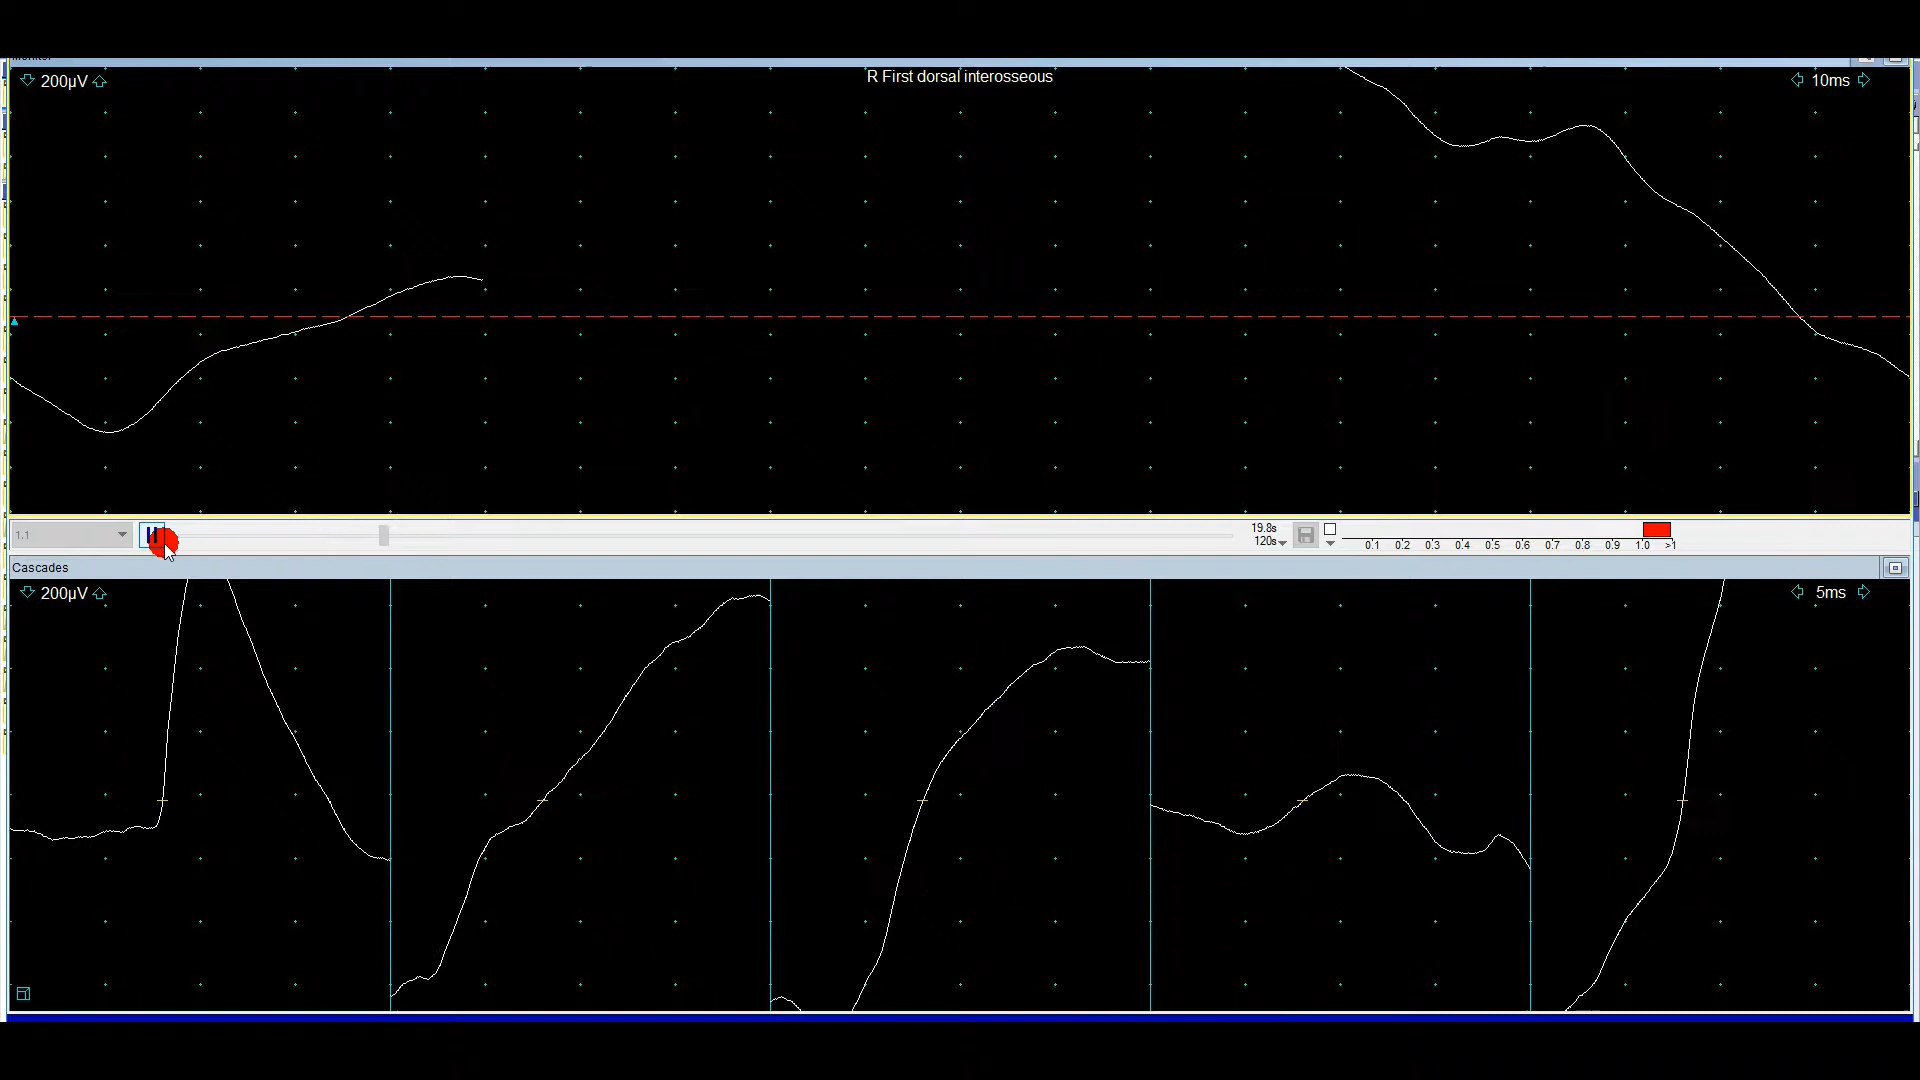 200µV
R First dorsal interosseous
10ms
1.1
19.8s
120s
0.1 0.2 0.3 0.4 0.5 0.6 0.7 0.8 0.9 1.0 >1
Cascades
200µV
5ms